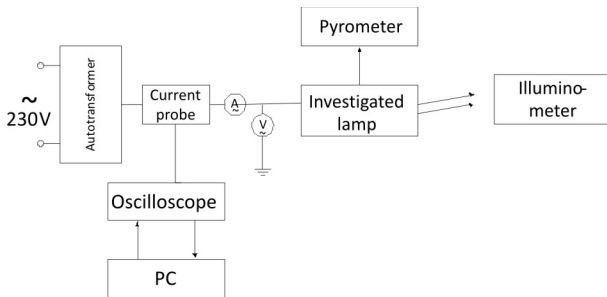 Pyrometer
Autotransformer
~
230V
Current
probe
A
~
V
~
Investigated
lamp
Illumino-
meter
Oscilloscope
PC